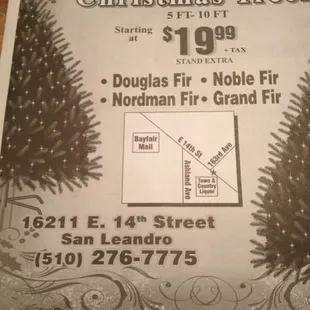 Christmas Trees
5 FT- 10 FT
Starting at $19.99 + TAX
STAND EXTRA
• Douglas Fir • Noble Fir
• Nordman Fir • Grand Fir
Bayfair Mall
E 14th St
163rd Ave
Ashland Ave
Town & Country Liquor
16211 E. 14th Street
San Leandro
(510) 276-7775